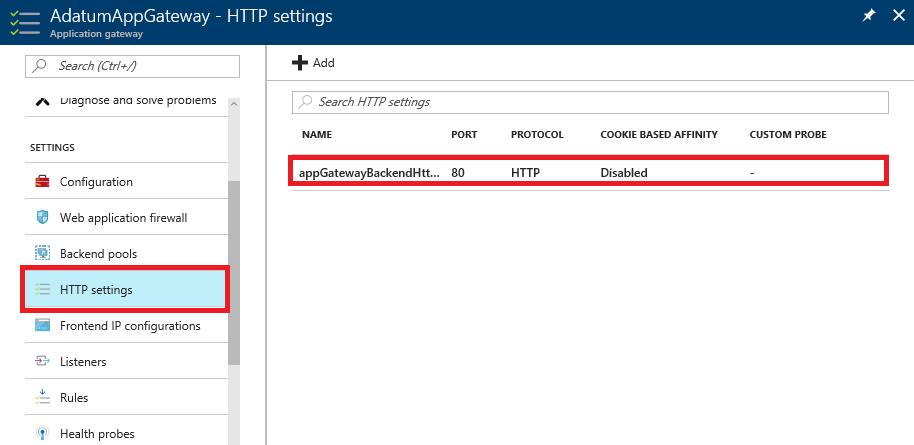 AdatumAppGateway - HTTP settings
Application gateway
Search (Ctrl+/)
Diagnose and solve problems
SETTINGS
Configuration
Web application firewall
Backend pools
HTTP settings
Frontend IP configurations
Listeners
Rules
Health probes
Add
Search HTTP settings
NAME PORT PROTOCOL COOKIE BASED AFFINITY CUSTOM PROBE
appGatewayBackendHtt... 80 HTTP Disabled -